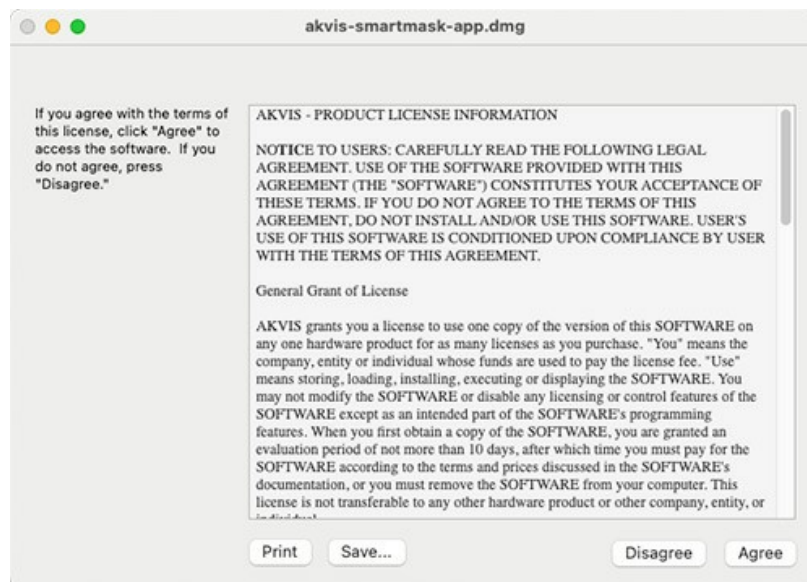 akvis-smartmask-app.dmg
If you agree with the terms of
this license, click "Agree" to
access the software. If you
do not agree, press
"Disagree."
AKVIS - PRODUCT LICENSE INFORMATION
NOTICE TO USERS: CAREFULLY READ THE FOLLOWING LEGAL
AGREEMENT. USE OF THE SOFTWARE PROVIDED WITH THIS
AGREEMENT (THE "SOFTWARE") CONSTITUTES YOUR ACCEPTANCE OF
THESE TERMS. IF YOU DO NOT AGREE TO THE TERMS OF THIS
AGREEMENT, DO NOT INSTALL AND/OR USE THIS SOFTWARE. USER'S
USE OF THIS SOFTWARE IS CONDITIONED UPON COMPLIANCE BY USER
WITH THE TERMS OF THIS AGREEMENT.
General Grant of License
AKVIS grants you a license to use one copy of the version of this SOFTWARE on
any one hardware product for as many licenses as you purchase. "You" means the
company, entity or individual whose funds are used to pay the license fee. "Use"
means storing, loading, installing, executing or displaying the SOFTWARE. You
may not modify the SOFTWARE or disable any licensing or control features of the
SOFTWARE except as an intended part of the SOFTWARE's programming
features. When you first obtain a copy of the SOFTWARE, you are granted an
evaluation period of not more than 10 days, after which time you must pay for the
SOFTWARE according to the terms and prices discussed in the SOFTWARE's
documentation, or you must remove the SOFTWARE from your computer. This
license is not transferable to any other hardware product or other company, entity, or
Print
Save...
Disagree
Agree